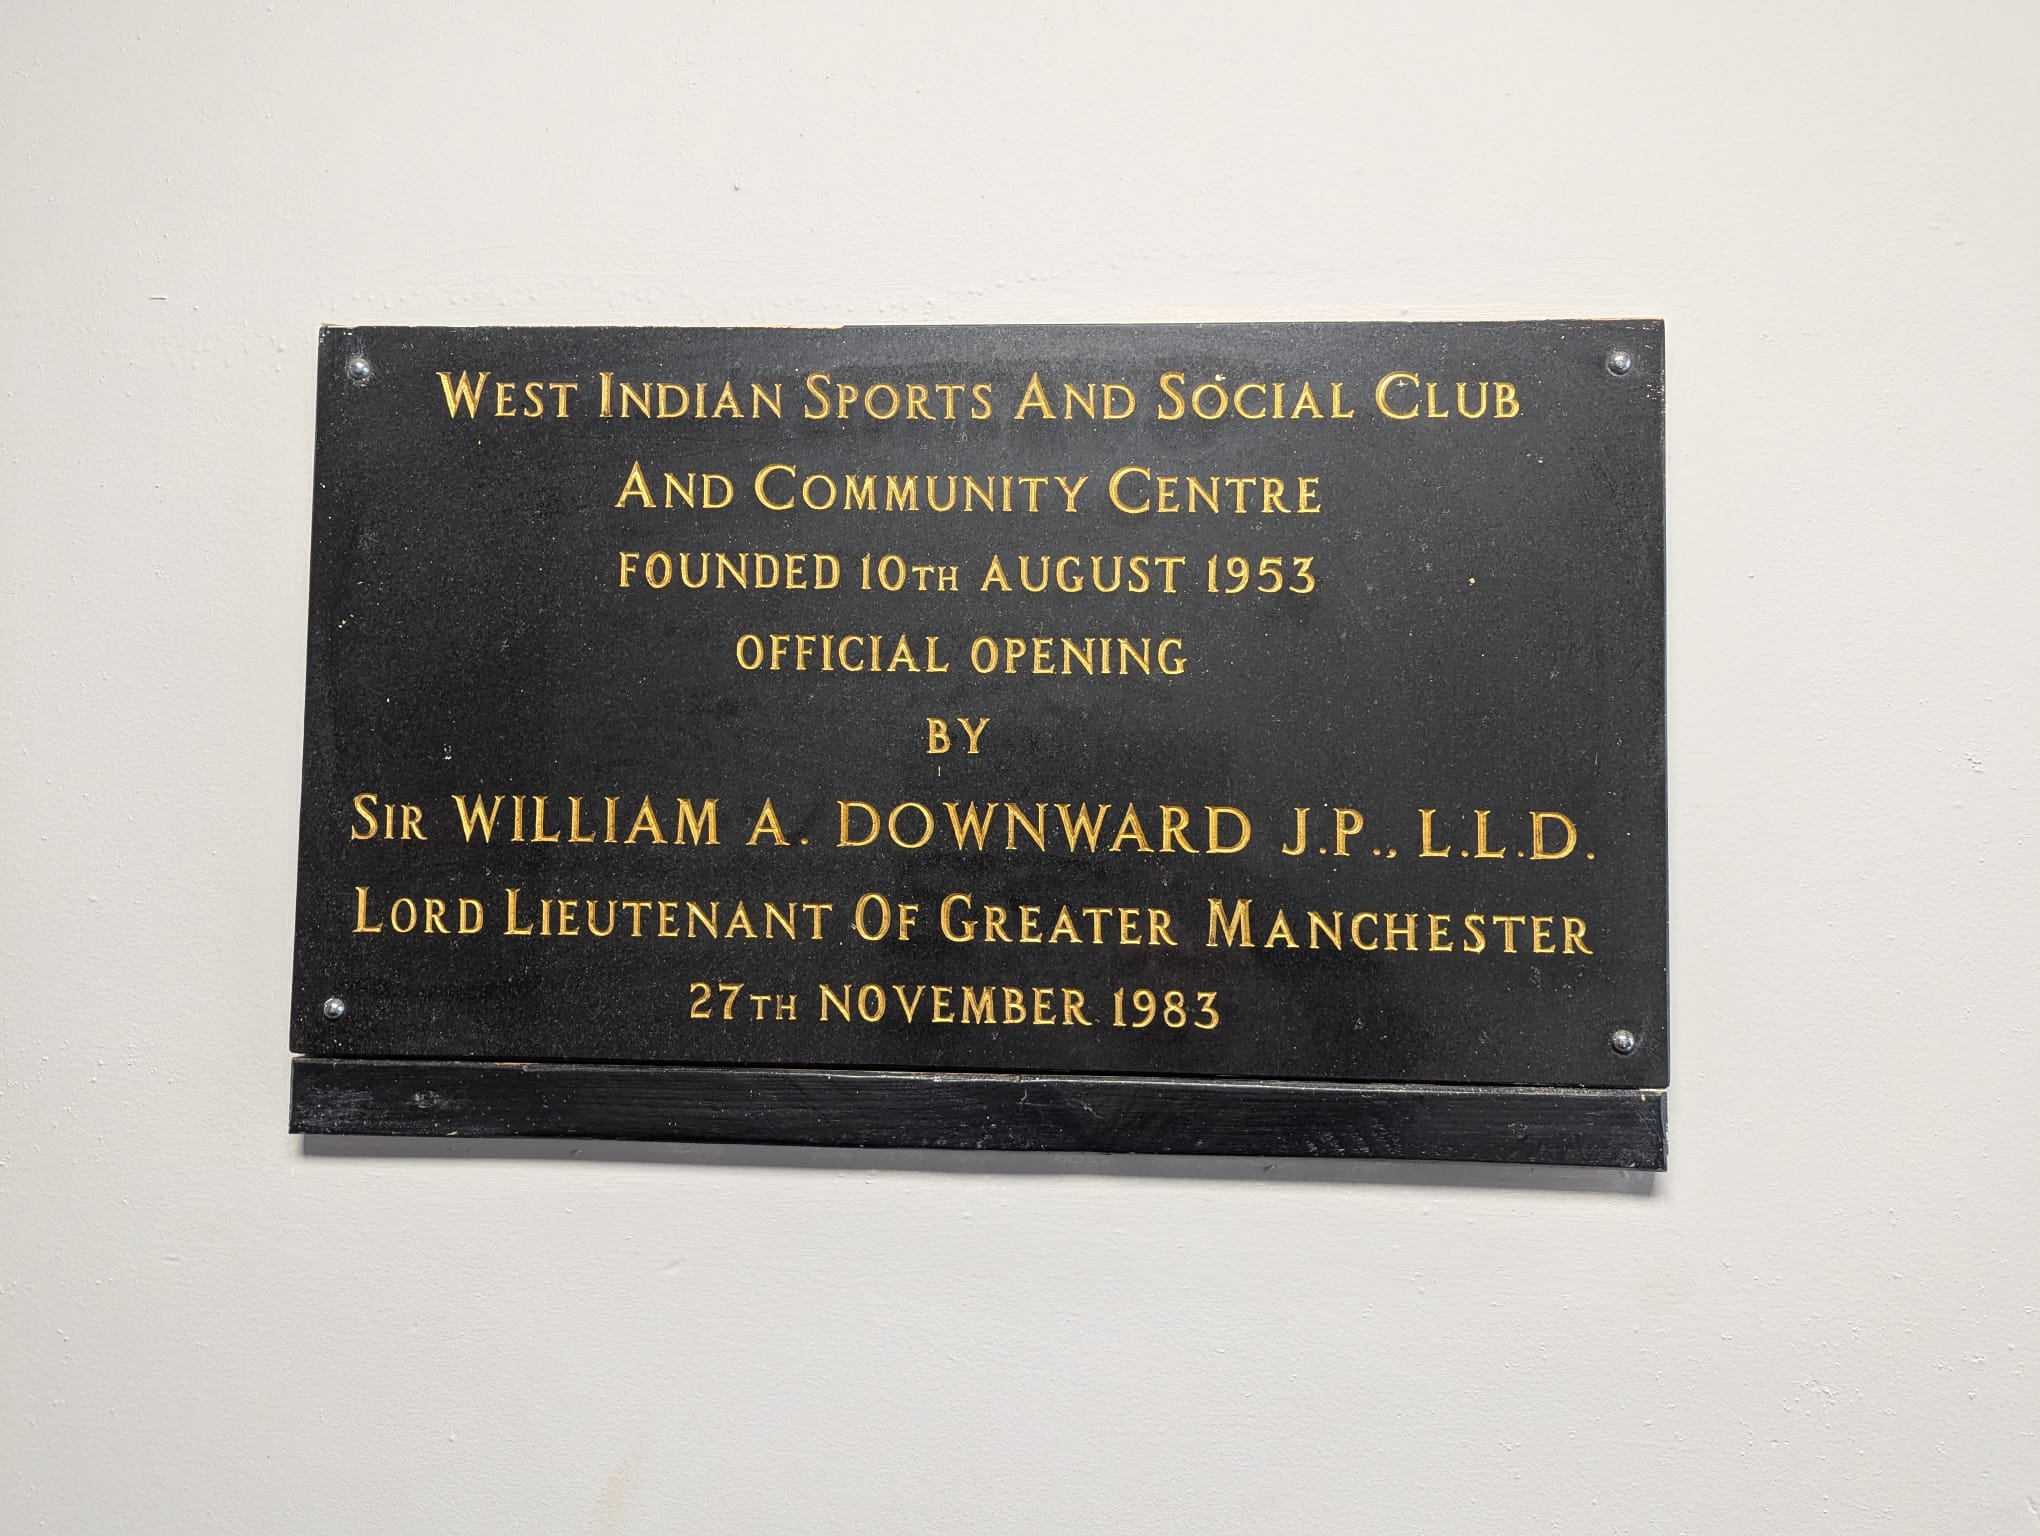 WEST INDIAN SPORTS AND SOCIAL CLUB
AND COMMUNITY CENTRE
FOUNDED 10TH AUGUST 1953
OFFICIAL OPENING
BY
SIR WILLIAM A. DOWNWARD J.P., L.L.D.
LORD LIEUTENANT OF GREATER MANCHESTER
27TH NOVEMBER 1983